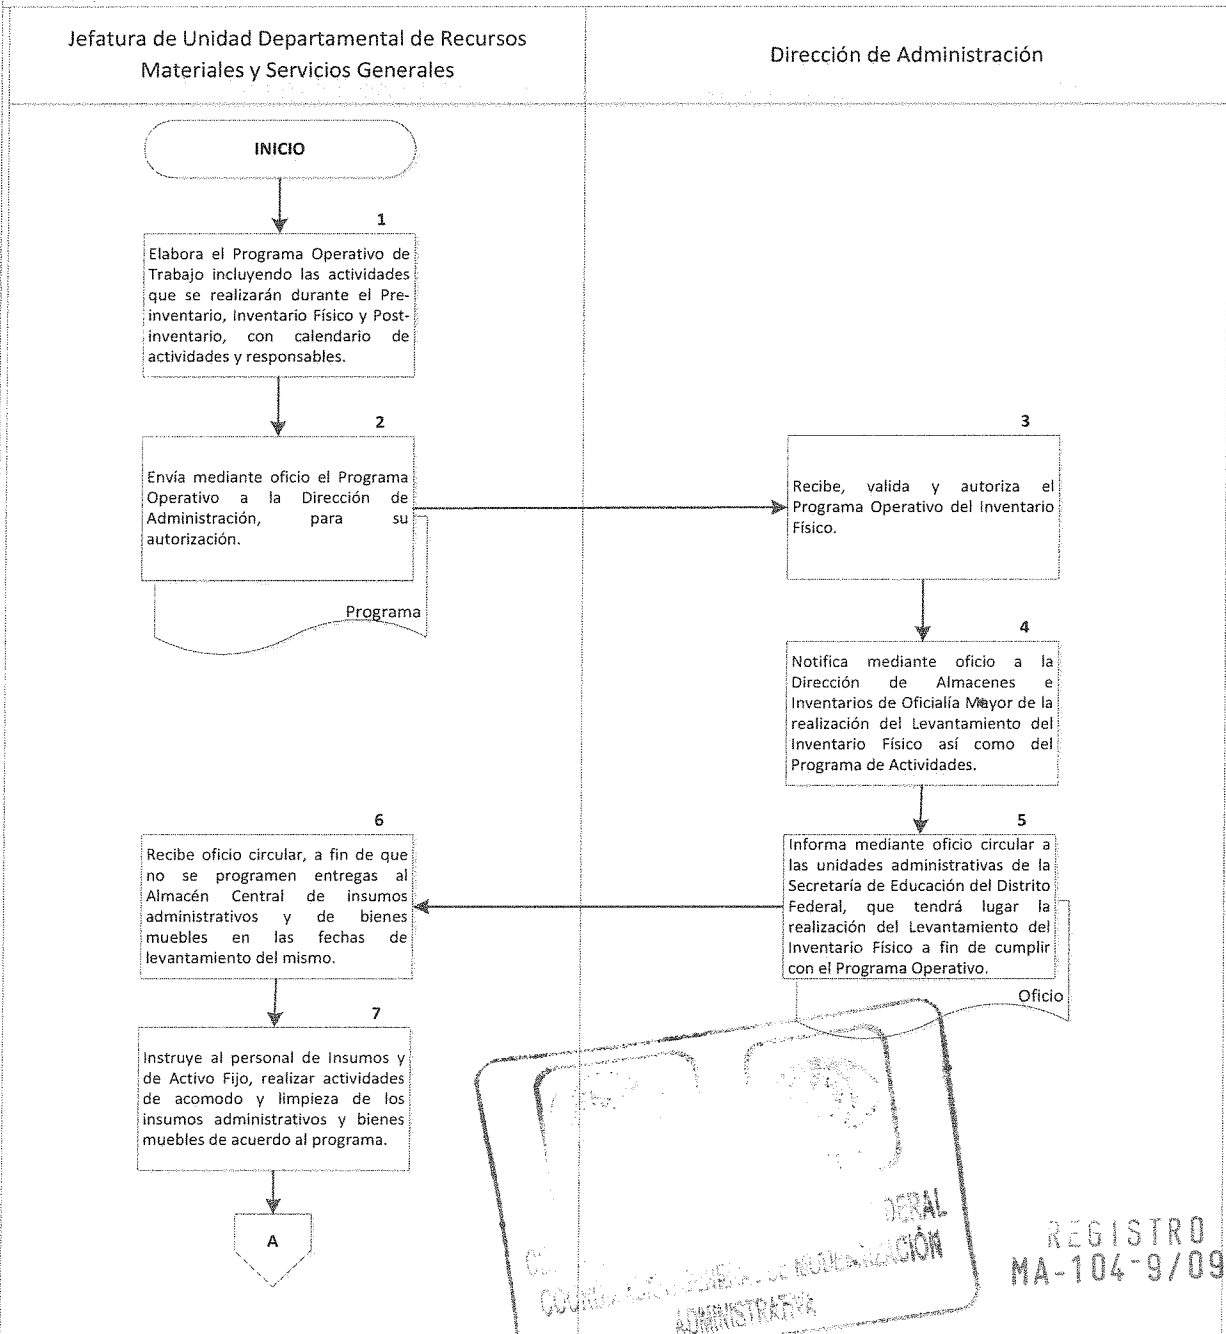 Jefatura de Unidad Departamental de Recursos
Materiales y Servicios Generales
Dirección de Administración
INICIO
1
Elabora el Programa Operativo de
Trabajo incluyendo las actividades
que se realizarán durante el Pre-
inventario, Inventario Físico y Post-
inventario, con calendario de
actividades y responsables.
2
Envía mediante oficio el Programa
Operativo a la Dirección de
Administración, para su
autorización.
Programa
3
Recibe, valida y autoriza el
Programa Operativo del Inventario
Físico.
4
Notifica mediante oficio a la
Dirección de Almacenes e
Inventarios de Oficialía Mayor de la
realización del Levantamiento del
Inventario Físico así como del
Programa de Actividades.
5
Informa mediante oficio circular a
las unidades administrativas de la
Secretaría de Educación del Distrito
Federal, que tendrá lugar la
realización del Levantamiento del
Inventario Físico a fin de cumplir
con el Programa Operativo.
Oficio
6
Recibe oficio circular, a fin de que
no se programen entregas al
Almacén Central de insumos
administrativos y de bienes
muebles en las fechas de
levantamiento del mismo.
7
Instruye al personal de Insumos y
de Activo Fijo, realizar actividades
de acomodo y limpieza de los
insumos administrativos y bienes
muebles de acuerdo al programa.
A
GENERAL DE MODERNIZACIÓN
ADMINISTRATIVA
REGISTRO
MA-104-9/09